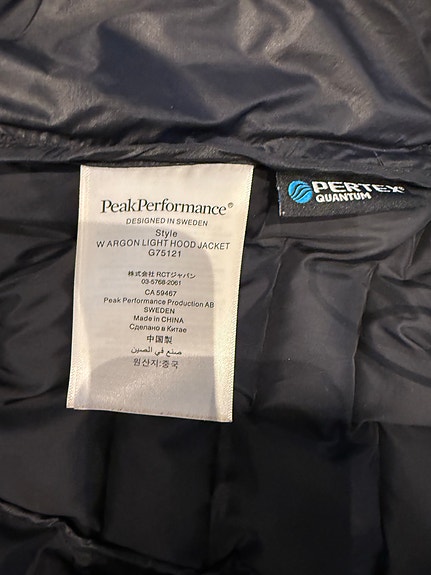 PeakPerformance®
DESIGNED IN SWEDEN
Style
W ARGON LIGHT HOOD JACKET
G75121
株式会社 RCTジャパン
03-5768-2061
CA 59467
Peak Performance Production AB
SWEDEN
Made in CHINA
Сделано в Китае
中国製
صنع في الصين
원산지:중국
PERTEX®
QUANTUM